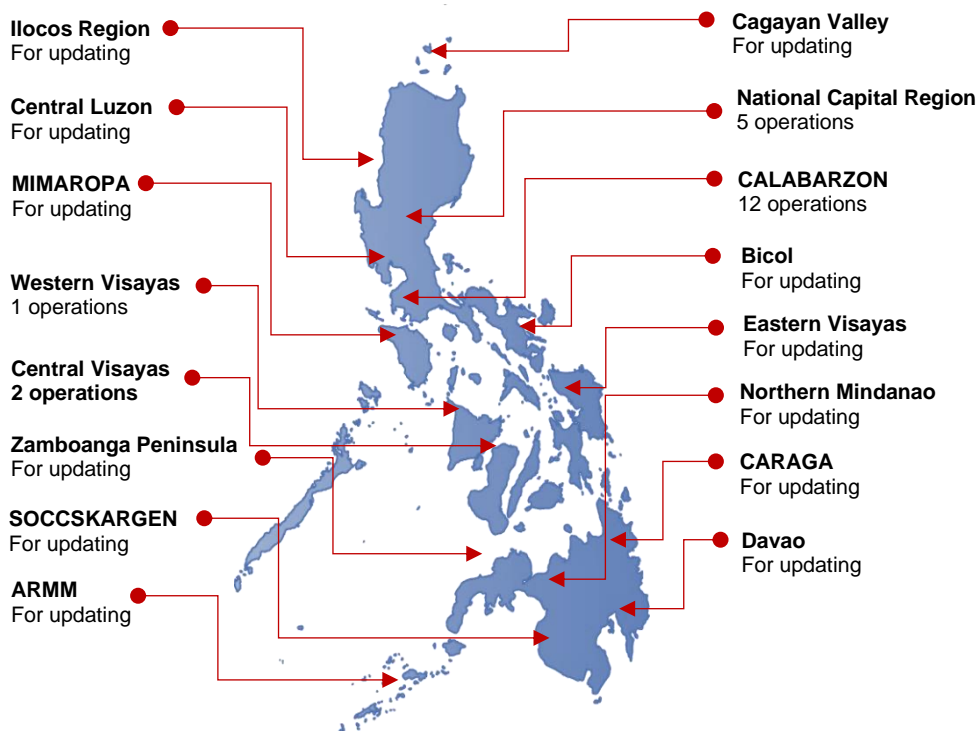 Ilocos Region
For updating
Central Luzon
For updating
MIMAROPA
For updating
Western Visayas
1 operations
Central Visayas
2 operations
Zamboanga Peninsula
For updating
SOCCSKARGEN
For updating
ARMM
For updating
Cagayan Valley
For updating
National Capital Region
5 operations
CALABARZON
12 operations
Bicol
For updating
Eastern Visayas
For updating
Northern Mindanao
For updating
CARAGA
For updating
Davao
For updating